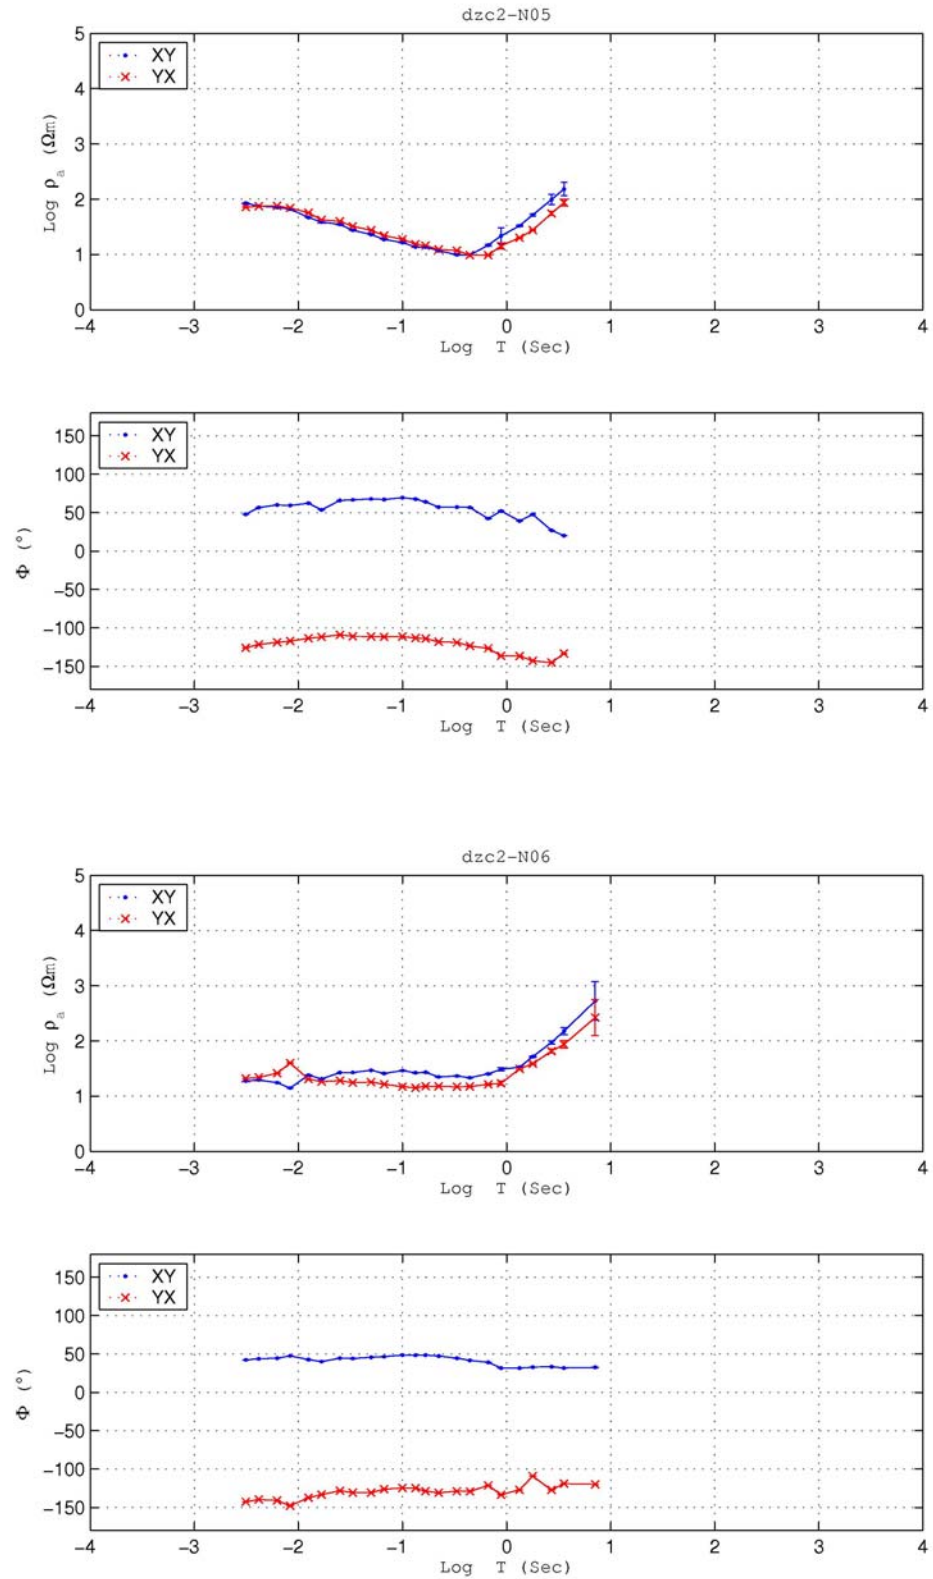 dzc2-N05
XY
YX
5
4
3
2
1
0
Log ρa (Ωm)
−4 −3 −2 −1 0 1 2 3 4
Log T (Sec)
XY
YX
150
100
50
0
−50
−100
−150
Φ (°)
−4 −3 −2 −1 0 1 2 3 4
Log T (Sec)
dzc2-N06
XY
YX
5
4
3
2
1
0
Log ρa (Ωm)
−4 −3 −2 −1 0 1 2 3 4
Log T (Sec)
XY
YX
150
100
50
0
−50
−100
−150
Φ (°)
−4 −3 −2 −1 0 1 2 3 4
Log T (Sec)